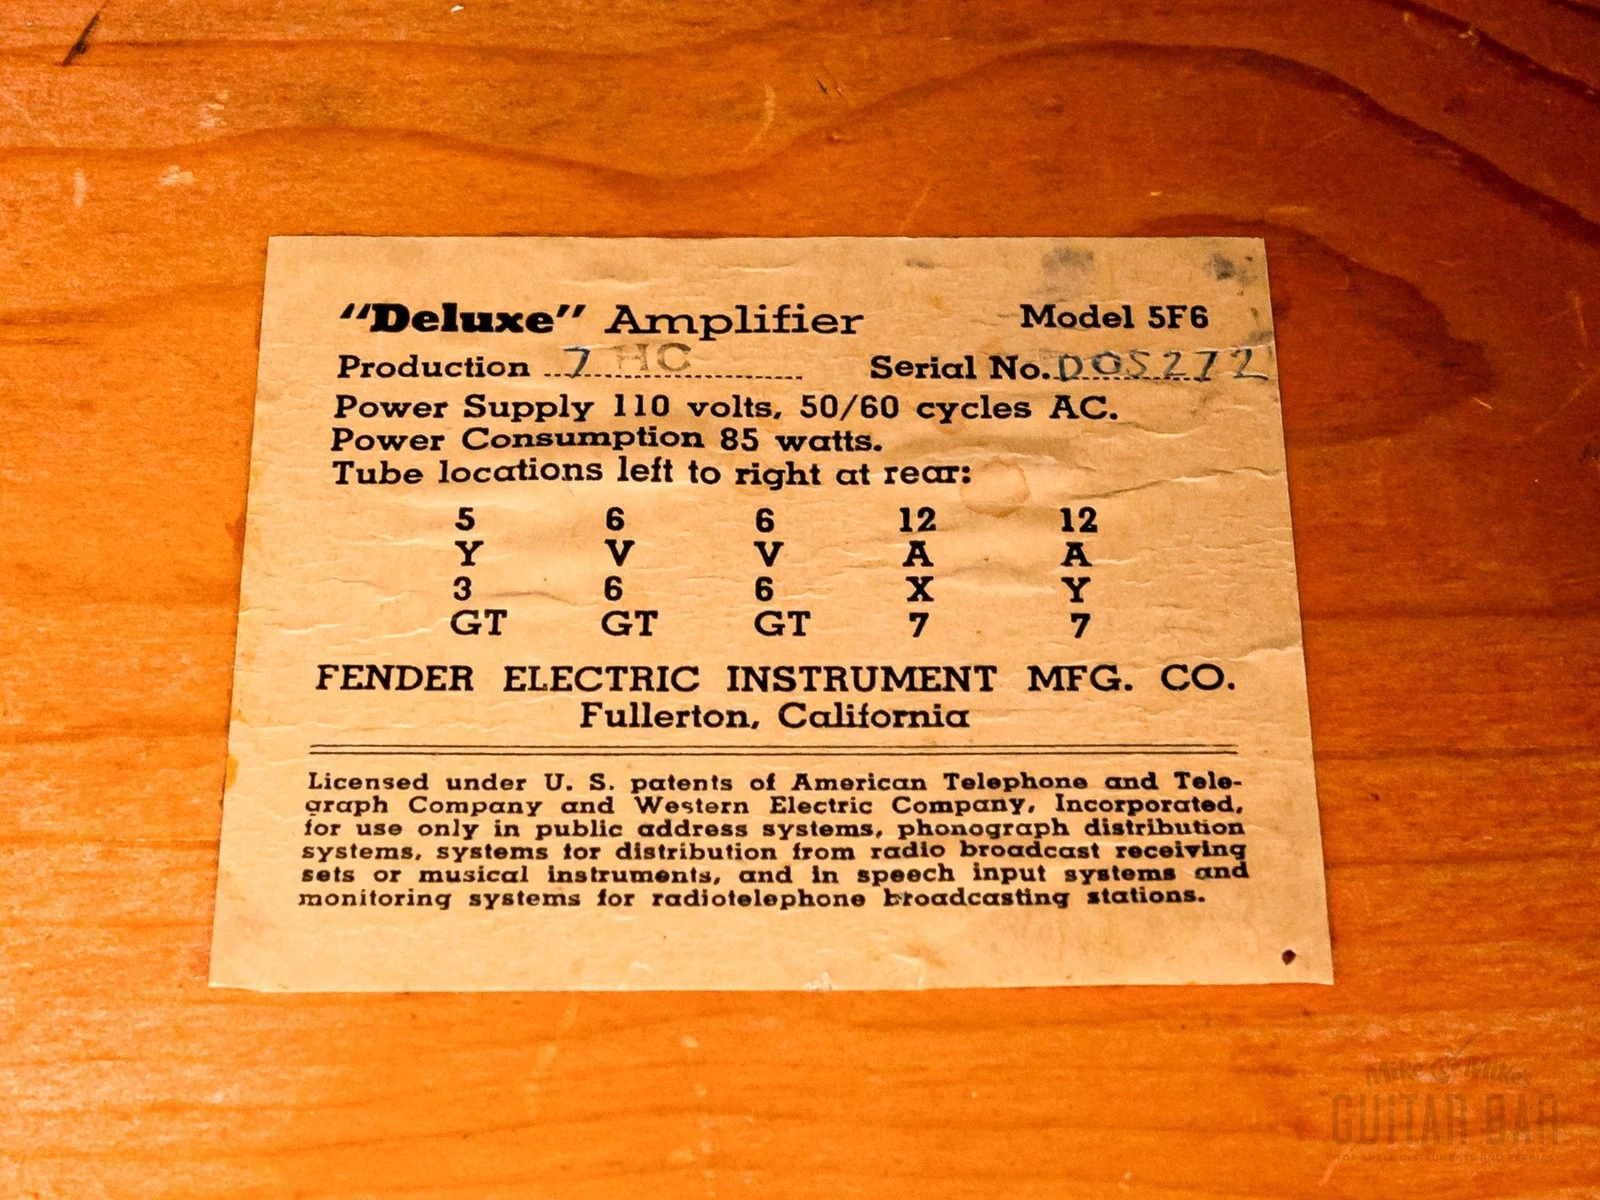 "Deluxe" Amplifier Model 5F6
Production 7 HC Serial No. D05272
Power Supply 110 volts, 50/60 cycles AC.
Power Consumption 85 watts.
Tube locations left to right at rear:
5 6 6 12 12
Y V V A A
3 6 6 X Y
GT GT GT 7 7
FENDER ELECTRIC INSTRUMENT MFG. CO.
Fullerton, California
Licensed under U. S. patents of American Telephone and Tele-
graph Company and Western Electric Company, Incorporated,
for use only in public address systems, phonograph distribution
systems, systems for distribution from radio broadcast receiving
sets or musical instruments, and in speech input systems and
monitoring systems for radiotelephone broadcasting stations.
Mike & Mike's
GUITAR BAR